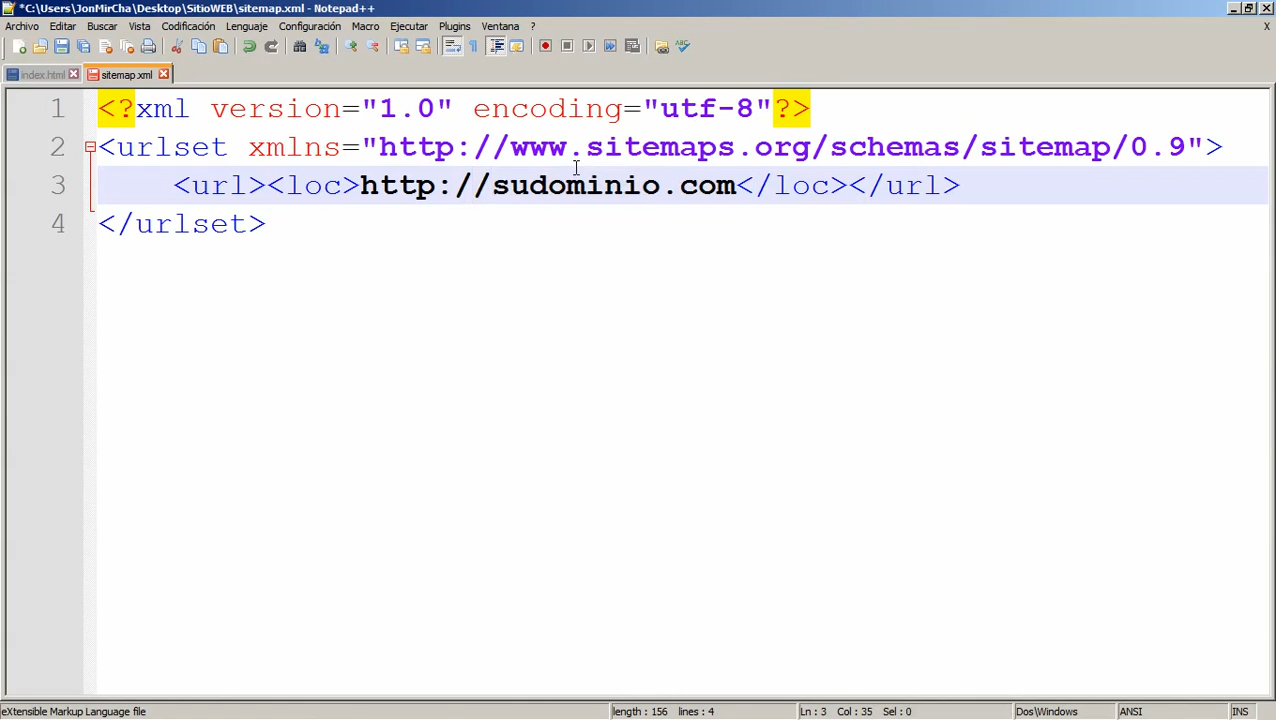 *C:\Users\JonMirCha\Desktop\SitioWEB\sitemap.xml - Notepad++
Archivo Editar Buscar Vista Codificación Lenguaje Configuración Macro Ejecutar Plugins Ventana ? X
index.html sitemap.xml
1 <?xml version="1.0" encoding="utf-8"?>
2 <urlset xmlns="http://www.sitemaps.org/schemas/sitemap/0.9">
3 <url><loc>http://sudominio.com</loc></url>
4 </urlset>
eXtensible Markup Language file length : 156 lines : 4 Ln : 3 Col : 35 Sel : 0 Dos\Windows ANSI INS